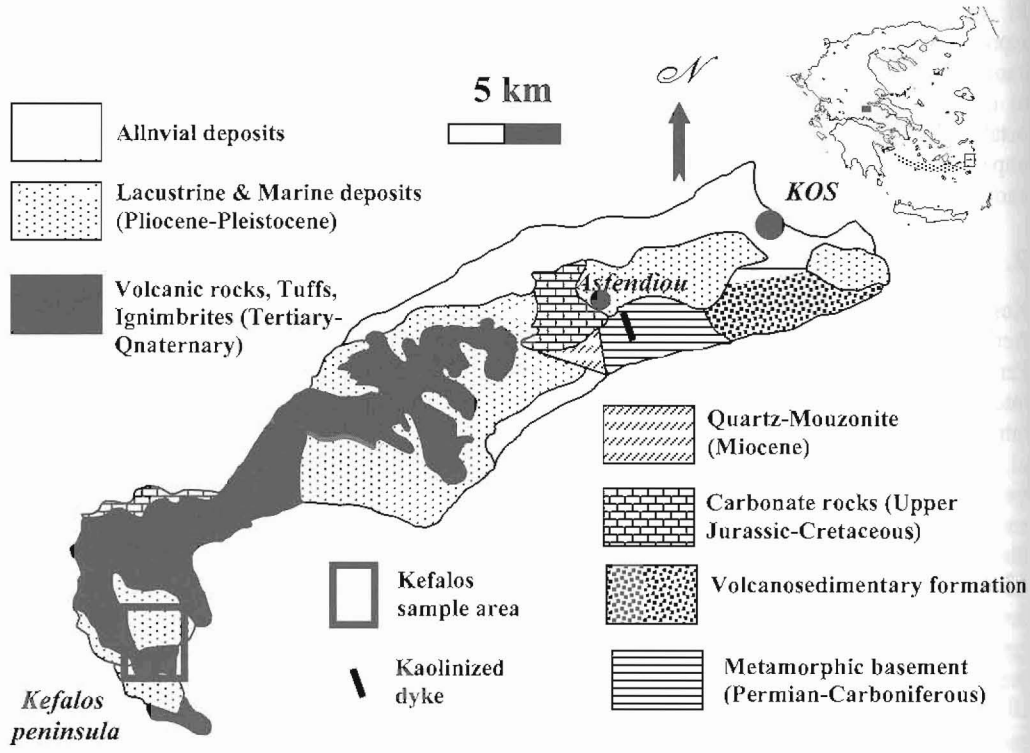 5 km
N
Allnvial deposits
Lacustrine & Marine deposits
(Pliocene-Pleistocene)
Volcanic rocks, Tuffs,
Ignimbrites (Tertiary-
Qnaternary)
KOS
Asfendiou
Quartz-Mouzonite
(Miocene)
Carbonate rocks (Upper
Jurassic-Cretaceous)
Volcanosedimentary formation
Metamorphic basement
(Permian-Carboniferous)
Kefalos
sample area
Kaolinized
dyke
Kefalos
peninsula